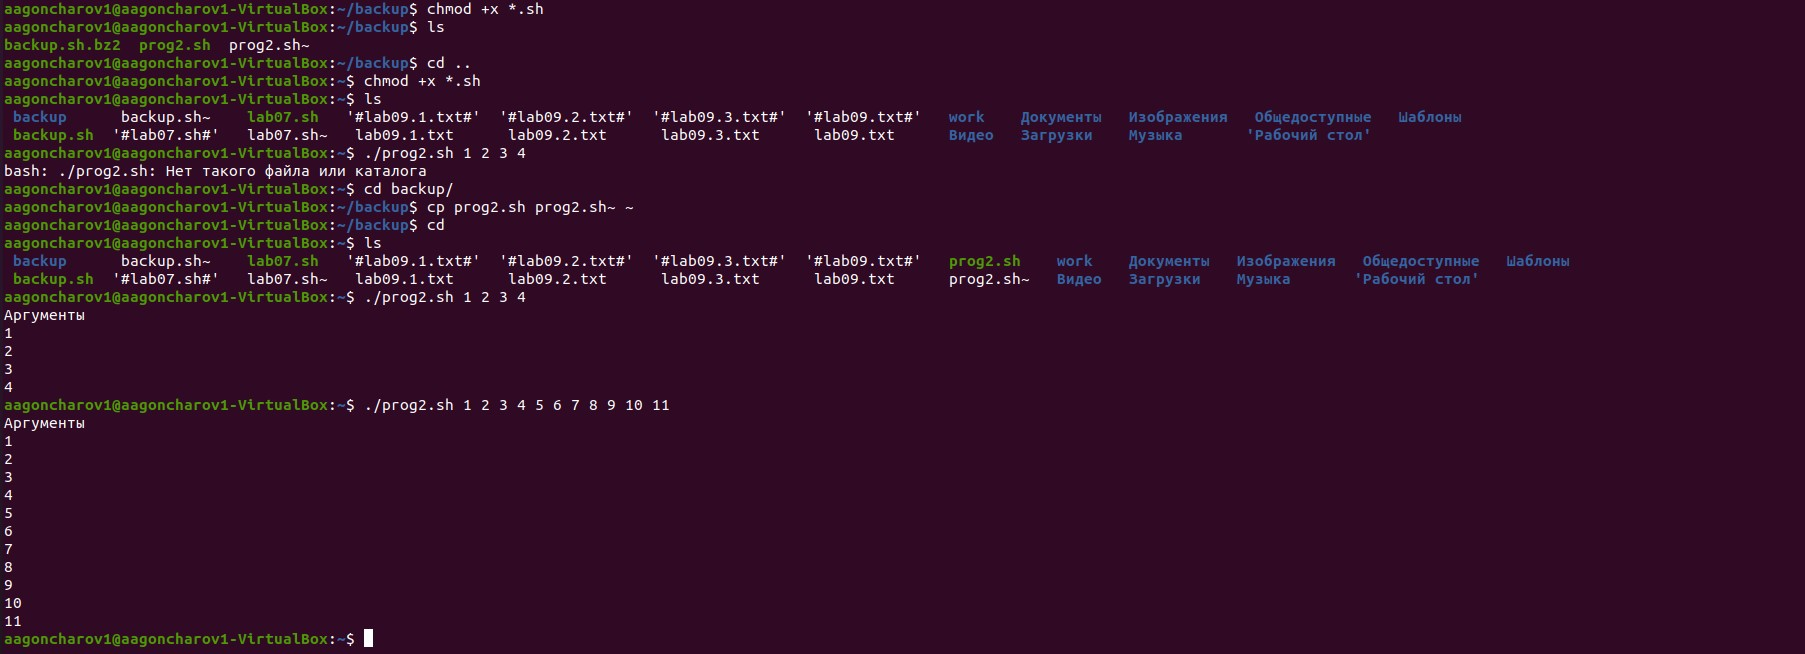 aagoncharov1@aagoncharov1-VirtualBox:~/backup$ chmod +x *.sh
aagoncharov1@aagoncharov1-VirtualBox:~/backup$ ls
backup.sh.bz2  prog2.sh  prog2.sh~
aagoncharov1@aagoncharov1-VirtualBox:~/backup$ cd ..
aagoncharov1@aagoncharov1-VirtualBox:~$ chmod +x *.sh
aagoncharov1@aagoncharov1-VirtualBox:~$ ls
 backup      backup.sh~    lab07.sh   '#lab09.1.txt#'  '#lab09.2.txt#'  '#lab09.3.txt#'  '#lab09.txt#'   work    Документы   Изображения   Общедоступные   Шаблоны
 backup.sh  '#lab07.sh#'   lab07.sh~   lab09.1.txt      lab09.2.txt      lab09.3.txt      lab09.txt      Видео   Загрузки    Музыка       'Рабочий стол'
aagoncharov1@aagoncharov1-VirtualBox:~$ ./prog2.sh 1 2 3 4
bash: ./prog2.sh: Нет такого файла или каталога
aagoncharov1@aagoncharov1-VirtualBox:~$ cd backup/
aagoncharov1@aagoncharov1-VirtualBox:~/backup$ cp prog2.sh prog2.sh~ ~
aagoncharov1@aagoncharov1-VirtualBox:~/backup$ cd
aagoncharov1@aagoncharov1-VirtualBox:~$ ls
 backup      backup.sh~    lab07.sh   '#lab09.1.txt#'  '#lab09.2.txt#'  '#lab09.3.txt#'  '#lab09.txt#'   prog2.sh    work    Документы   Изображения   Общедоступные   Шаблоны
 backup.sh  '#lab07.sh#'   lab07.sh~   lab09.1.txt      lab09.2.txt      lab09.3.txt      lab09.txt      prog2.sh~   Видео   Загрузки    Музыка       'Рабочий стол'
aagoncharov1@aagoncharov1-VirtualBox:~$ ./prog2.sh 1 2 3 4
Аргументы
1
2
3
4
aagoncharov1@aagoncharov1-VirtualBox:~$ ./prog2.sh 1 2 3 4 5 6 7 8 9 10 11
Аргументы
1
2
3
4
5
6
7
8
9
10
11
aagoncharov1@aagoncharov1-VirtualBox:~$